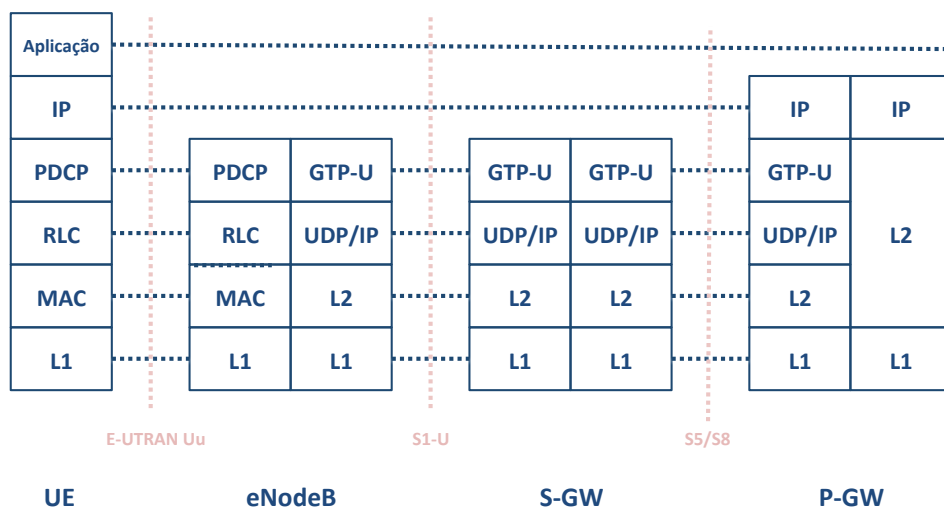 Aplicação
IP IP IP
PDCP PDCP GTP-U GTP-U GTP-U GTP-U
RLC RLC UDP/IP UDP/IP UDP/IP UDP/IP L2
MAC MAC L2 L2 L2 L2
L1 L1 L1 L1 L1 L1 L1
E-UTRAN Uu S1-U S5/S8
UE eNodeB S-GW P-GW